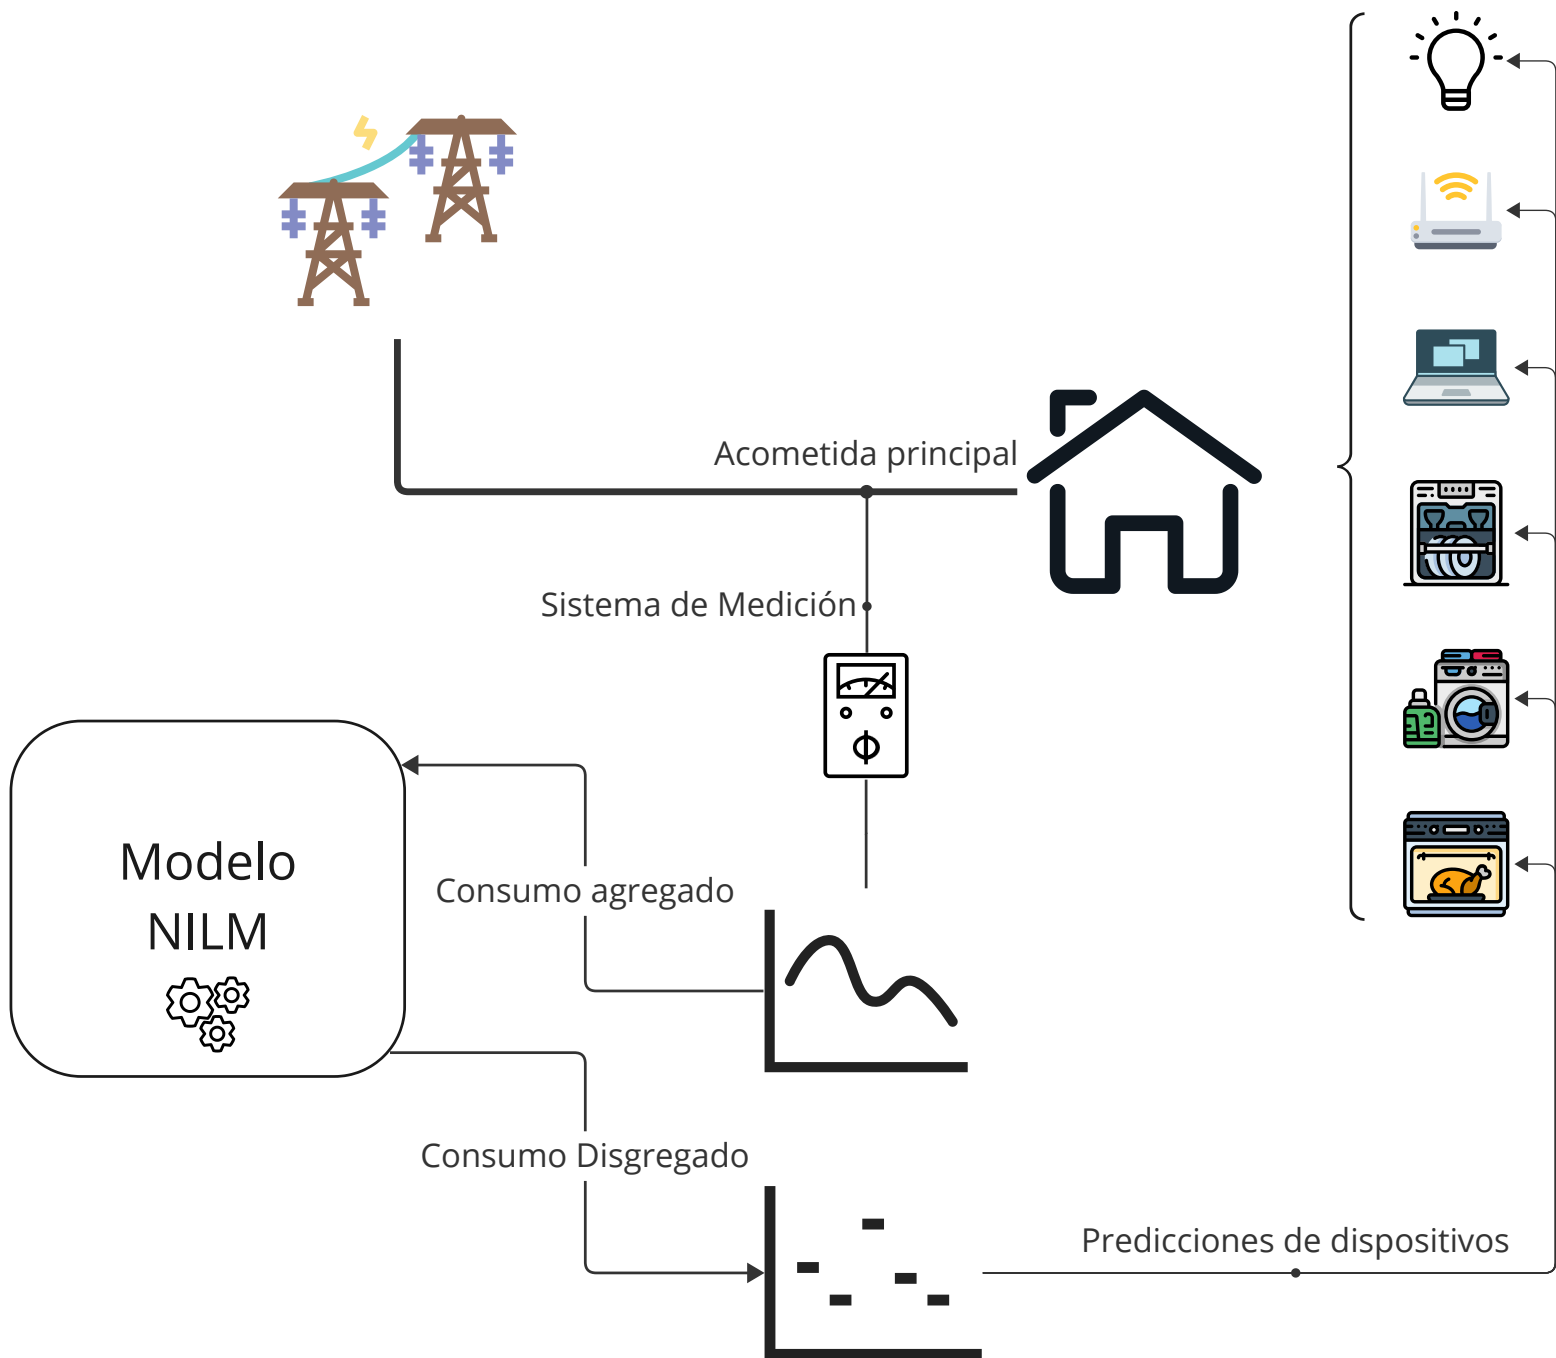 Acometida principal
Sistema de Medición
Modelo
NILM
Consumo agregado
Consumo Disgregado
Predicciones de dispositivos